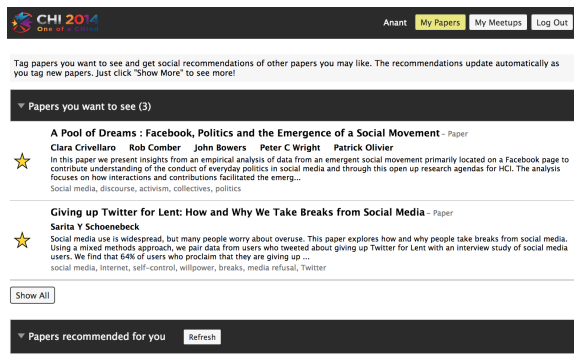 CHI 2014
One of a CHInd
Anant My Papers My Meetups Log Out
Tag papers you want to see and get social recommendations of other papers you may like. The recommendations update automatically as
you tag new papers. Just click "Show More" to see more!
Papers you want to see (3)
A Pool of Dreams : Facebook, Politics and the Emergence of a Social Movement – Paper
Clara Crivellaro Rob Comber John Bowers Peter C Wright Patrick Olivier
In this paper we present insights from an empirical analysis of data from an emergent social movement primarily located on a Facebook page to
contribute understanding of the conduct of everyday politics in social media and through this open up research agendas for HCI. The analysis
focuses on how interactions and contributions facilitated the emerg...
Social media, discourse, activism, collectives, politics
Giving up Twitter for Lent: How and Why We Take Breaks from Social Media – Paper
Sarita Y Schoenebeck
Social media use is widespread, but many people worry about overuse. This paper explores how and why people take breaks from social media.
Using a mixed methods approach, we pair data from users who tweeted about giving up Twitter for Lent with an interview study of social media
users. We find that 64% of users who proclaim that they are giving up ...
social media, Internet, self-control, willpower, breaks, media refusal, Twitter
Show All
Papers recommended for you Refresh